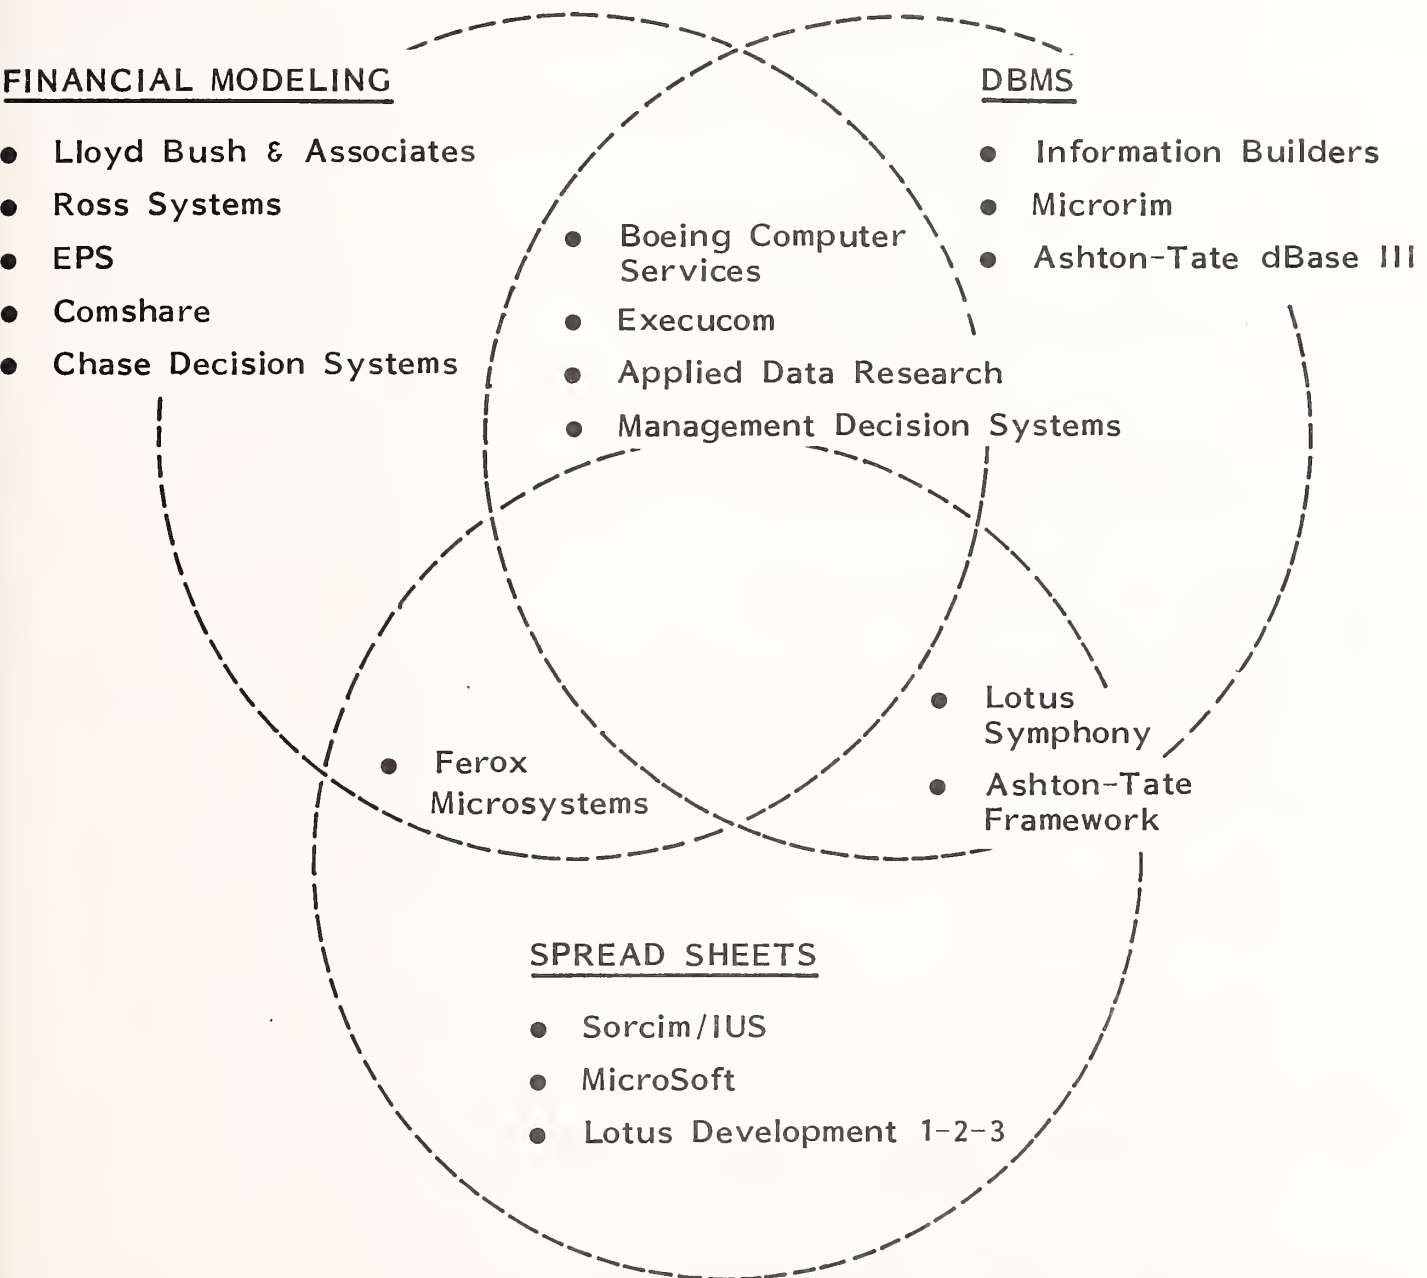 FINANCIAL MODELING
● Lloyd Bush & Associates
● Ross Systems
● EPS
● Comshare
● Chase Decision Systems
● Boeing Computer
Services
● Execucom
● Applied Data Research
● Management Decision Systems
DBMS
● Information Builders
● Microrim
● Ashton-Tate dBase III
● Ferox
Microsystems
● Lotus
Symphony
● Ashton-Tate
Framework
SPREAD SHEETS
● Sorcim/IUS
● MicroSoft
● Lotus Development 1-2-3